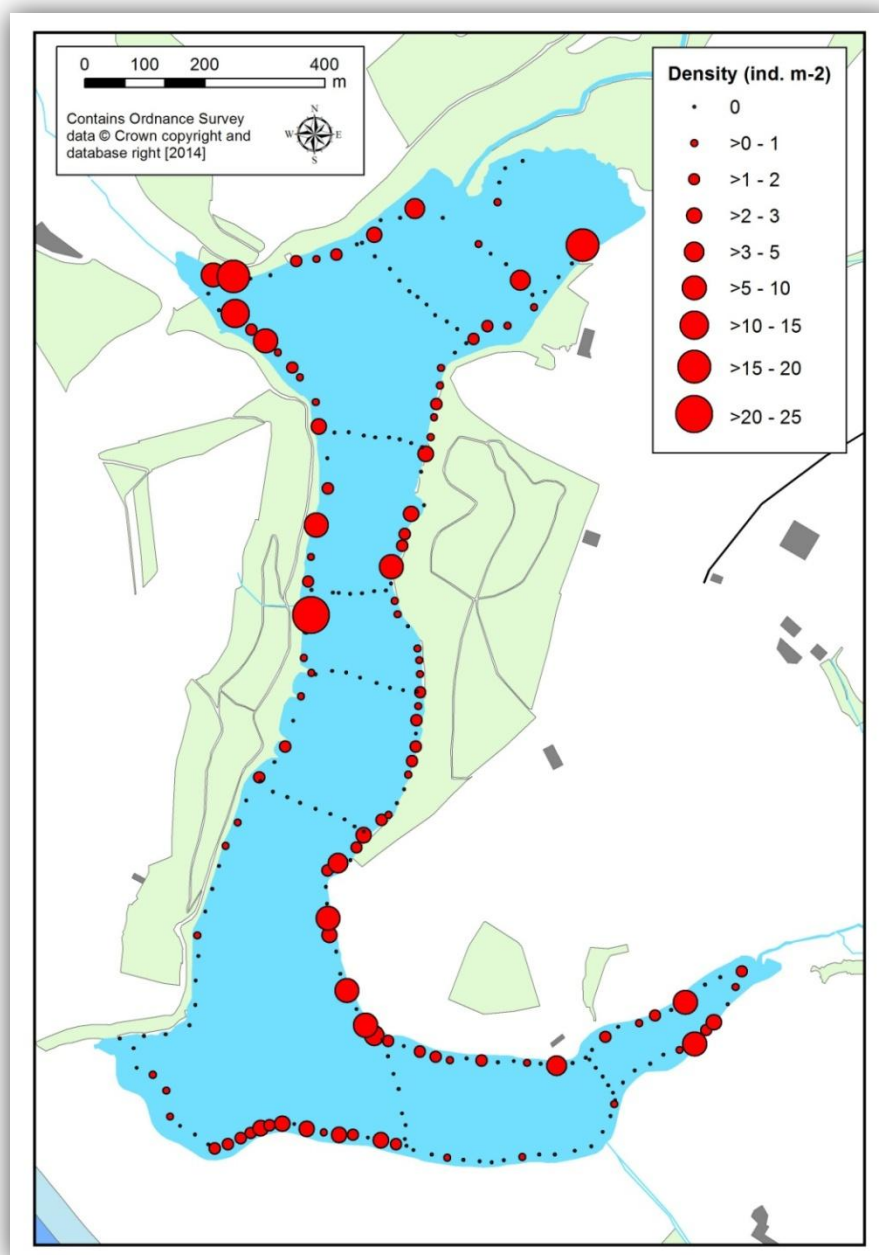 0 100 200 400
m
Contains Ordnance Survey
data © Crown copyright and
database right [2014]
N
W E
S
Density (ind. m-2)
0
>0 - 1
>1 - 2
>2 - 3
>3 - 5
>5 - 10
>10 - 15
>15 - 20
>20 - 25